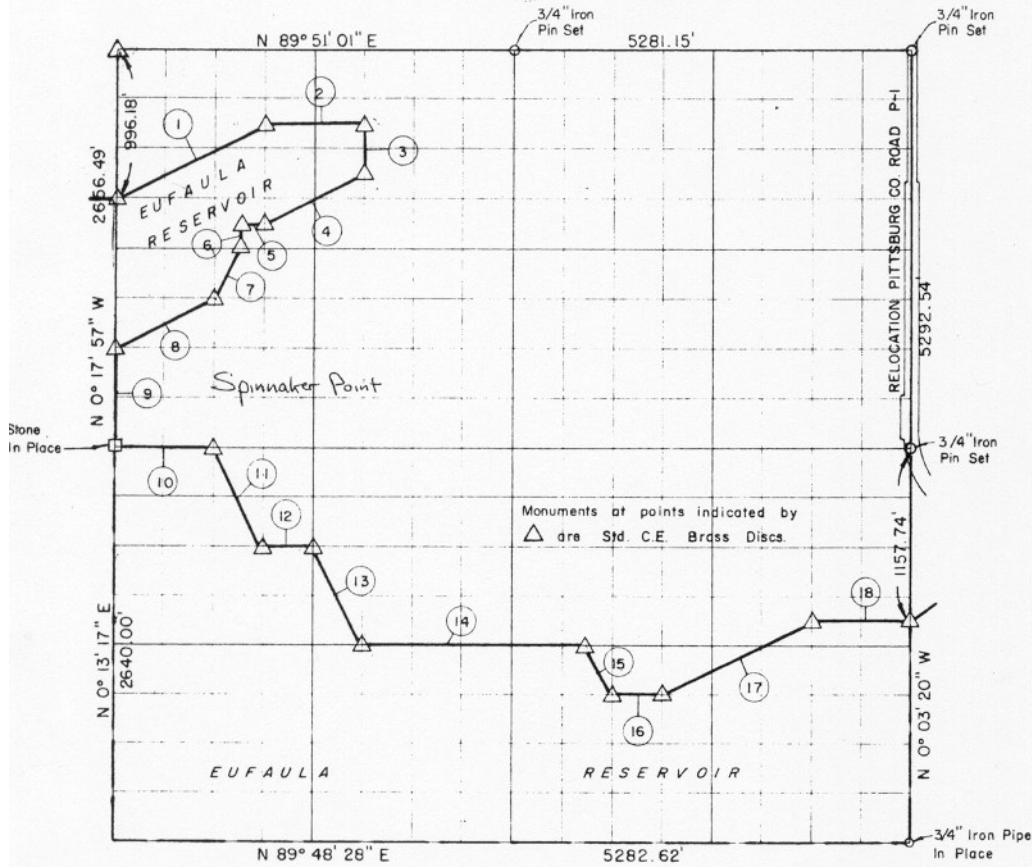 3/4" Iron
Pin Set
3/4" Iron
Pin Set
N 89° 51' 01" E
5281.15'
996.18'
2656.49'
1
2
3
EUFAULA
RESERVOIR
4
5
6
7
8
9
N 0° 17' 57" W
RELOCATION PITTSBURG CO. ROAD P-1
5292.54'
Spinnaker Point
Stone
In Place
3/4" Iron
Pin Set
10
11
12
13
14
15
16
17
18
Monuments at points indicated by
△ are Std. C.E. Brass Discs.
1157.74'
N 0° 13' 17" E
2640.00'
N 0° 03' 20" W
EUFAULA RESERVOIR
3/4" Iron Pipe
In Place
N 89° 48' 28" E
5282.62'